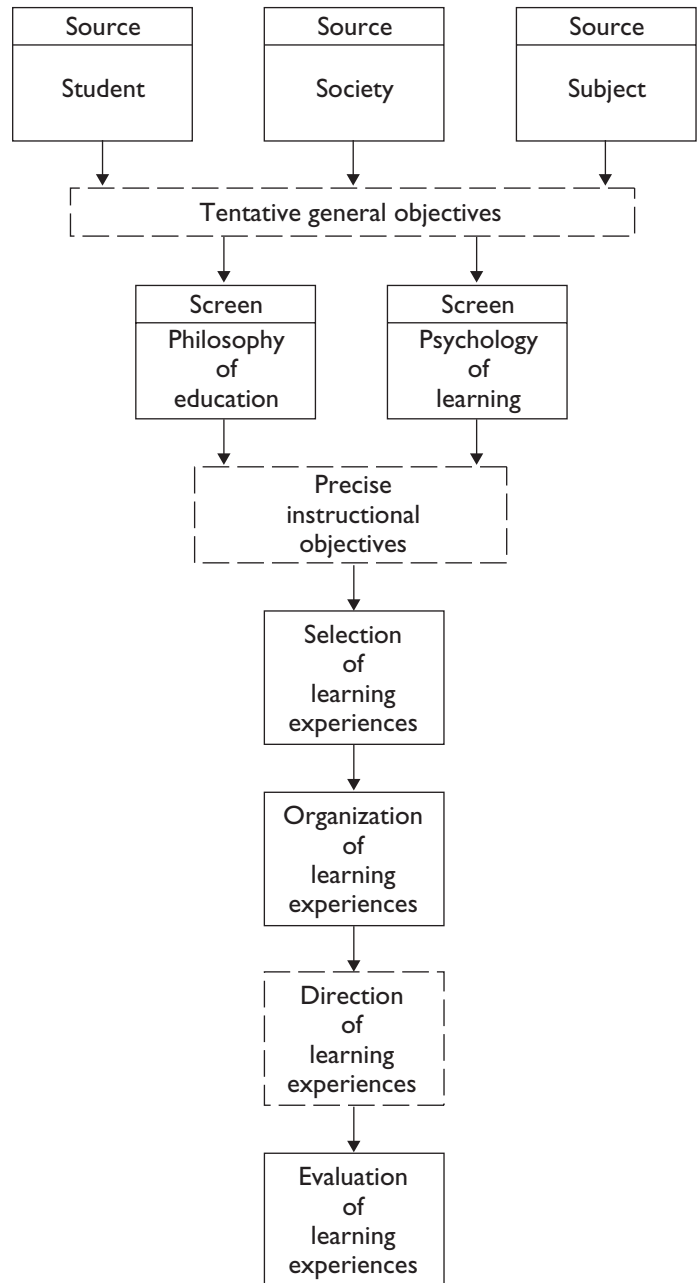 Source
Student
Source
Society
Source
Subject
Tentative general objectives
Screen
Philosophy
of
education
Screen
Psychology
of
learning
Precise
instructional
objectives
Selection
of
learning
experiences
Organization
of
learning
experiences
Direction
of
learning
experiences
Evaluation
of
learning
experiences